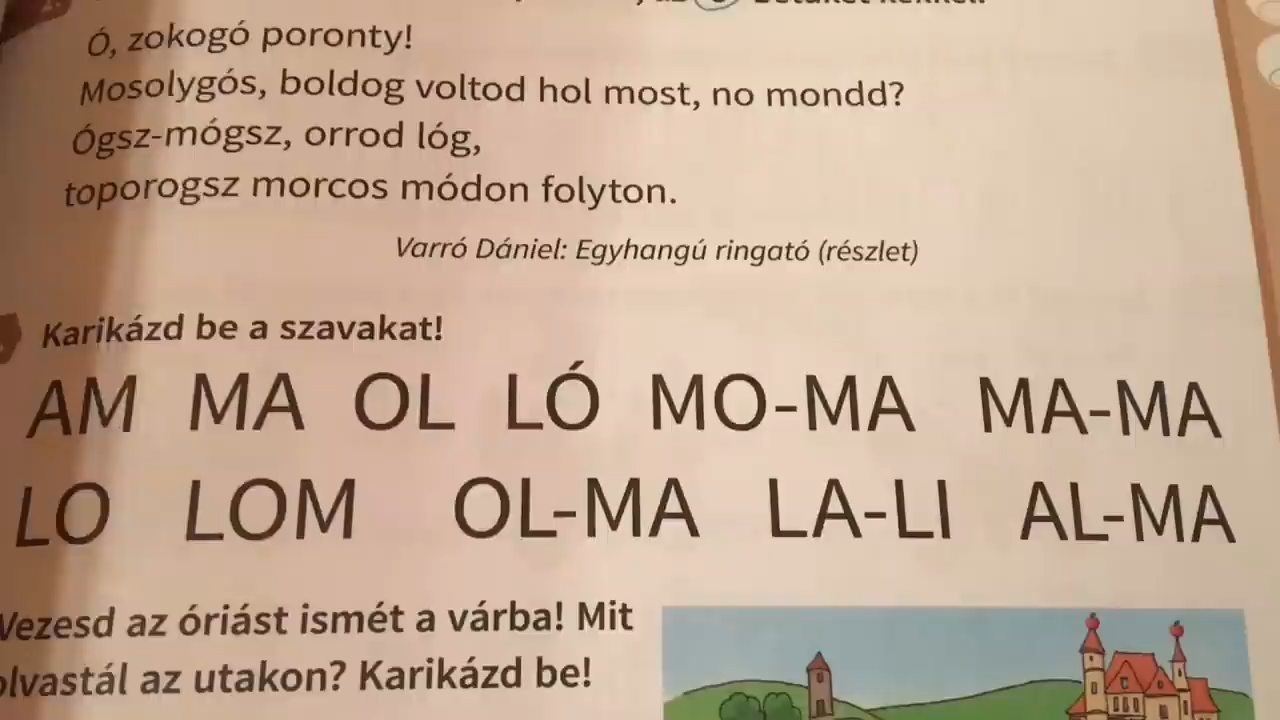 Ó, zokogó poronty!
Mosolygós, boldog voltod hol most, no mondd?
Ógsz-mógsz, orrod lóg,
toporogsz morcos módon folyton.
Varró Dániel: Egyhangú ringató (részlet)
Karikázd be a szavakat!
AM MA OL LÓ MO-MA MA-MA
LO LOM OL-MA LA-LI AL-MA
Vezesd az óriást ismét a várba! Mit
olvastál az utakon? Karikázd be!